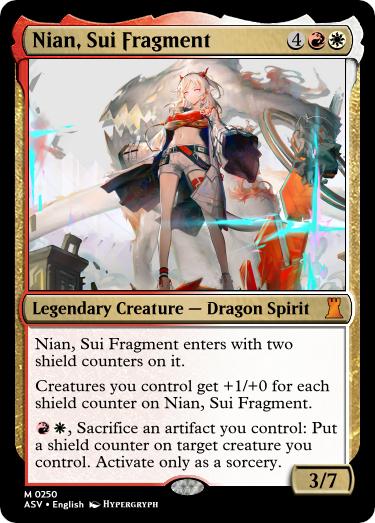 Nian, Sui Fragment 4
Legendary Creature — Dragon Spirit
Nian, Sui Fragment enters with two
shield counters on it.
Creatures you control get +1/+0 for each
shield counter on Nian, Sui Fragment.
, Sacrifice an artifact you control: Put
a shield counter on target creature you
control. Activate only as a sorcery.
3/7
M 0250
ASV • English HYPERGRYPH